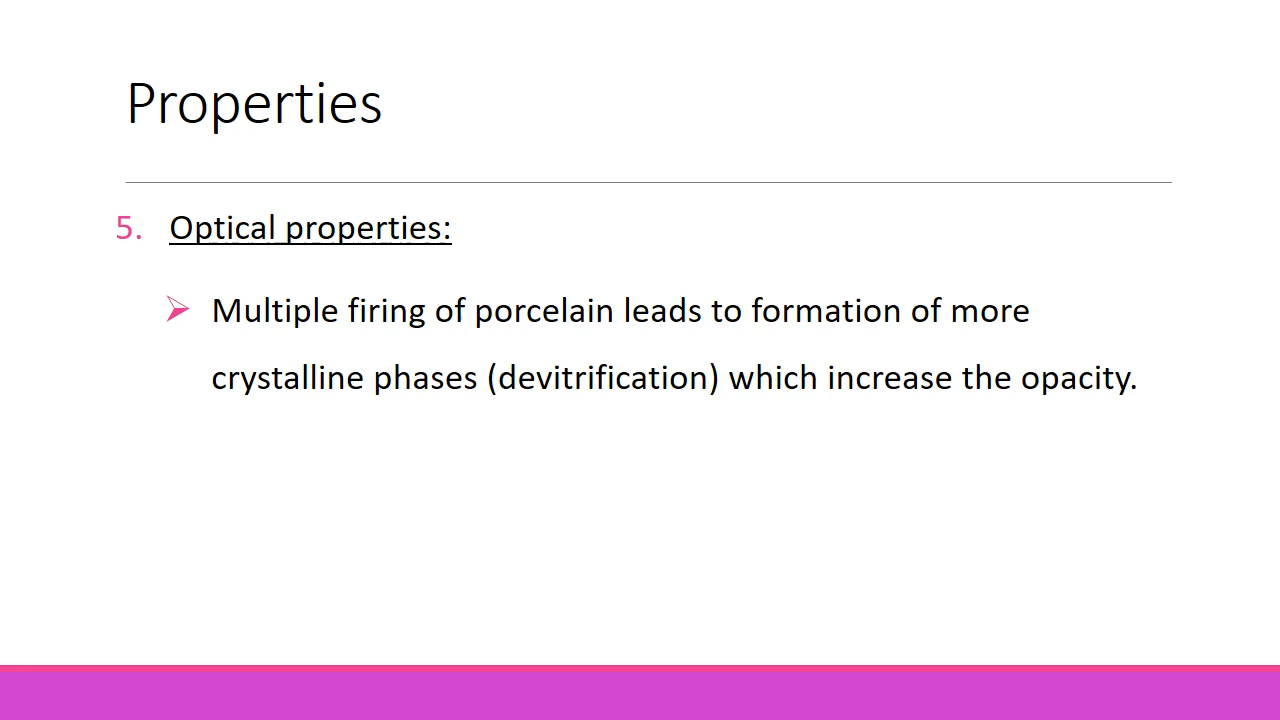 Properties
5. Optical properties:
➢ Multiple firing of porcelain leads to formation of more
crystalline phases (devitrification) which increase the opacity.